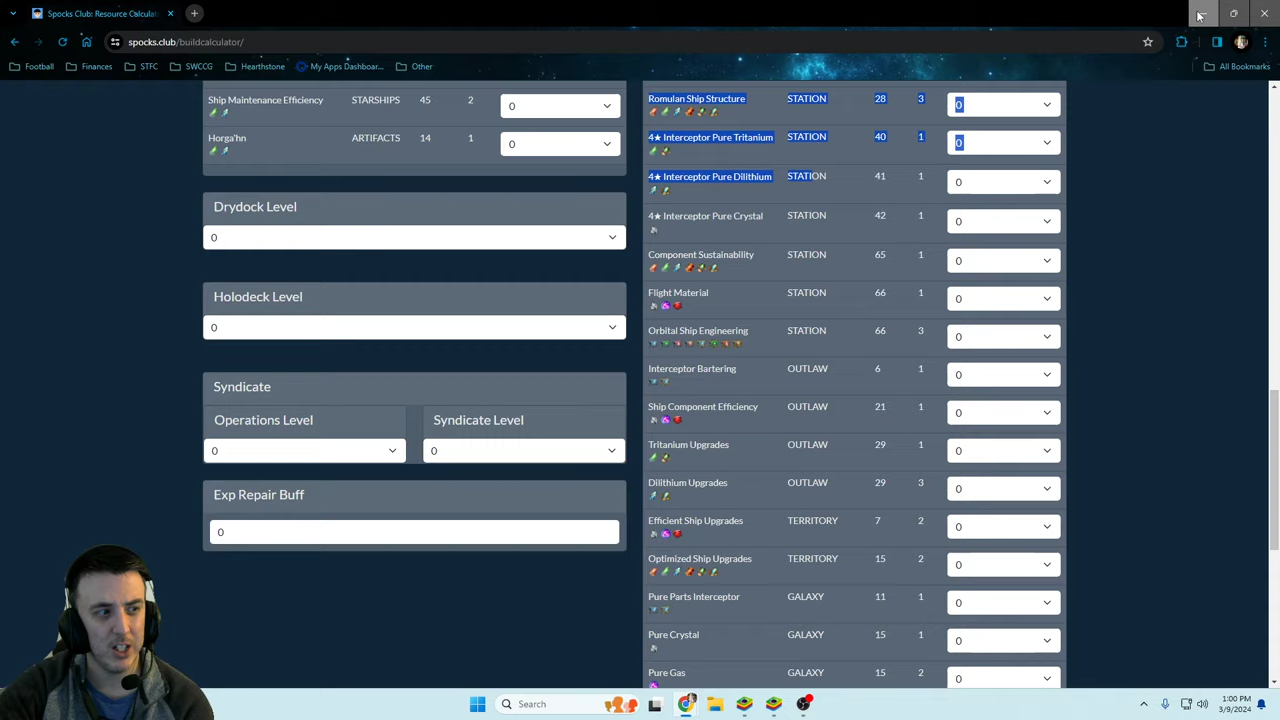 Spocks Club: Resource Calculat
spocks.club/buildcalculator/
Football Finances STFC SWCCG Hearthstone My Apps Dashboar... Other All Bookmarks
Ship Maintenance Efficiency STARSHIPS 45 2 0
Horga'hn ARTIFACTS 14 1 0
Drydock Level
0
Holodeck Level
0
Syndicate
Operations Level Syndicate Level
0 0
Exp Repair Buff
0
Romulan Ship Structure STATION 28 3 0
4★ Interceptor Pure Tritanium STATION 40 1 0
4★ Interceptor Pure Dilithium STATION 41 1 0
4★ Interceptor Pure Crystal STATION 42 1 0
Component Sustainability STATION 65 1 0
Flight Material STATION 66 1 0
Orbital Ship Engineering STATION 66 3 0
Interceptor Bartering OUTLAW 6 1 0
Ship Component Efficiency OUTLAW 21 1 0
Tritanium Upgrades OUTLAW 29 1 0
Dilithium Upgrades OUTLAW 29 3 0
Efficient Ship Upgrades TERRITORY 7 2 0
Optimized Ship Upgrades TERRITORY 15 2 0
Pure Parts Interceptor GALAXY 11 1 0
Pure Crystal GALAXY 15 1 0
Pure Gas GALAXY 15 2 0
Search
1:00 PM
3/9/2024